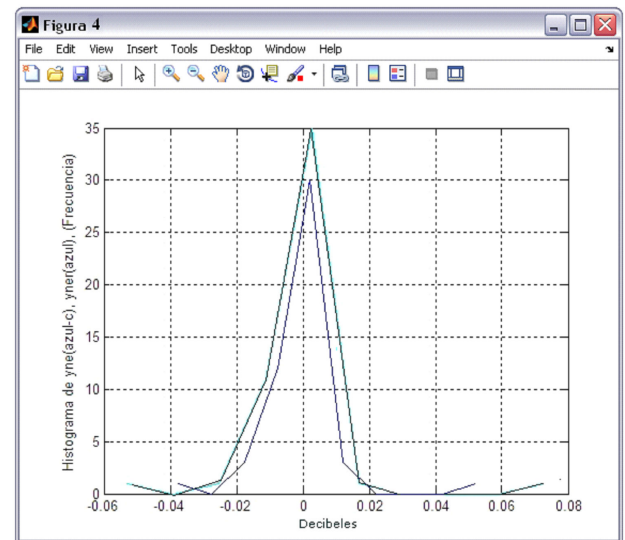 Figura 4
File Edit View Insert Tools Desktop Window Help
Histograma de yne(azul-c), yner(azul), (Frecuencia)
35
30
25
20
15
10
5
0
-0.06 -0.04 -0.02 0 0.02 0.04 0.06 0.08
Decibeles